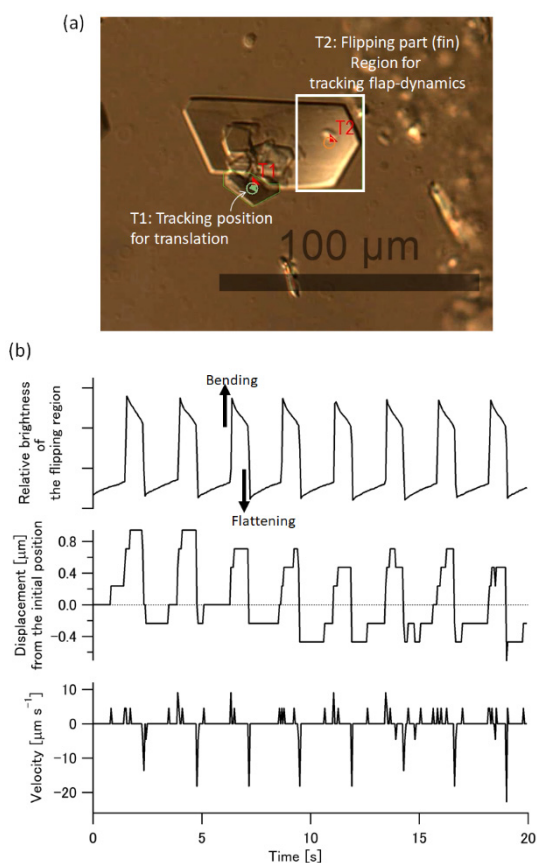 (a)
T2: Flipping part (fin)
Region for
tracking flap-dynamics
T2
T1
T1: Tracking position
for translation
100 µm
(b)
Relative brightness
of
the flipping region
Bending
Flattening
Displacement [µm]
from the initial position
0.8
0.4
0.0
-0.4
Velocity [µm s⁻¹]
10
0
-10
-20
0
5
10
15
20
Time [s]